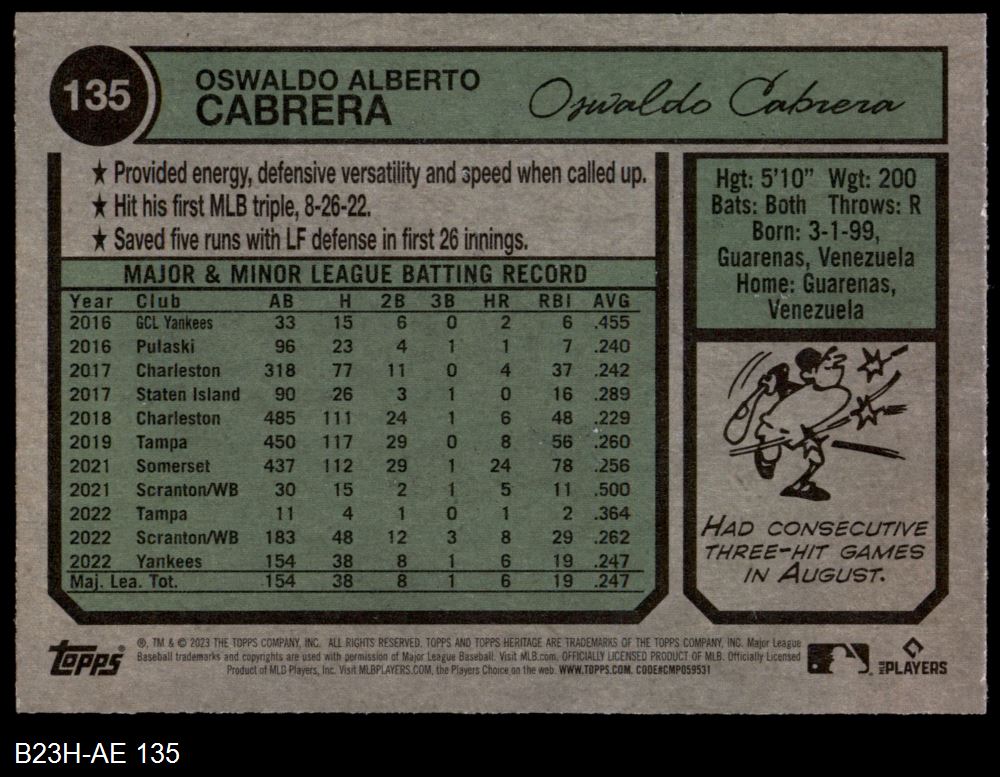 135
OSWALDO ALBERTO
CABRERA
Oswaldo Cabrera
★ Provided energy, defensive versatility and speed when called up.
★ Hit his first MLB triple, 8-26-22.
★ Saved five runs with LF defense in first 26 innings.
MAJOR & MINOR LEAGUE BATTING RECORD
Year Club AB H 2B 3B HR RBI AVG
2016 GCL Yankees 33 15 6 0 2 6 .455
2016 Pulaski 96 23 4 1 1 7 .240
2017 Charleston 318 77 11 0 4 37 .242
2017 Staten Island 90 26 3 1 0 16 .289
2018 Charleston 485 111 24 1 6 48 .229
2019 Tampa 450 117 29 0 8 56 .260
2021 Somerset 437 112 29 1 24 78 .256
2021 Scranton/WB 30 15 2 1 5 11 .500
2022 Tampa 11 4 1 0 1 2 .364
2022 Scranton/WB 183 48 12 3 8 29 .262
2022 Yankees 154 38 8 1 6 19 .247
Maj. Lea. Tot. 154 38 8 1 6 19 .247
Hgt: 5'10" Wgt: 200
Bats: Both Throws: R
Born: 3-1-99,
Guarenas, Venezuela
Home: Guarenas,
Venezuela
HAD CONSECUTIVE
THREE-HIT GAMES
IN AUGUST.
Topps
®, TM & © 2023 THE TOPPS COMPANY, INC. ALL RIGHTS RESERVED. TOPPS AND TOPPS HERITAGE ARE TRADEMARKS OF THE TOPPS COMPANY, INC. Major League
Baseball trademarks and copyrights are used with permission of Major League Baseball. Visit MLB.com. OFFICIALLY LICENSED PRODUCT OF MLB. Officially Licensed
Product of MLB Players, Inc. Visit MLBPLAYERS.COM, the Players Choice on the web. WWW.TOPPS.COM. CODE#CMP059531
MLB PLAYERS
B23H-AE 135